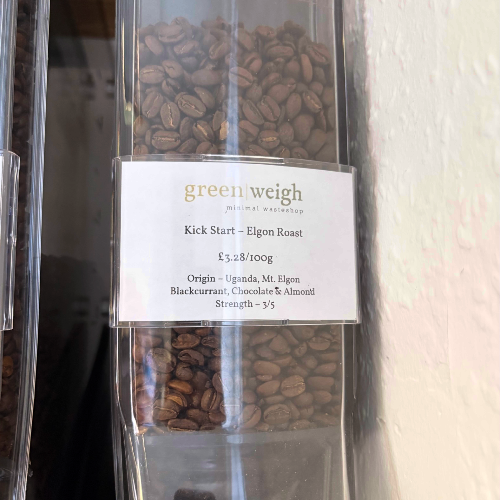 green|weigh
minimal wasteshop
Kick Start – Elgon Roast
£3.28/100g
Origin – Uganda, Mt. Elgon
Blackcurrant, Chocolate & Almond
Strength – 3/5